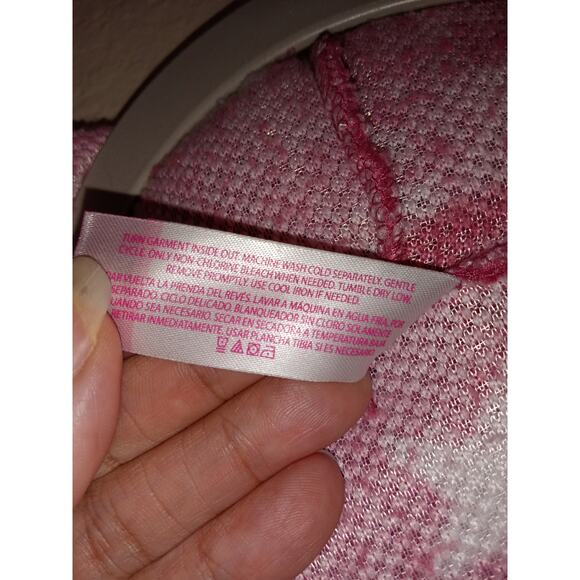 TURN GARMENT INSIDE OUT. MACHINE WASH COLD SEPARATELY. GENTLE
CYCLE. ONLY NON-CHLORINE BLEACH WHEN NEEDED. TUMBLE DRY LOW.
REMOVE PROMPTLY. USE COOL IRON IF NEEDED.
DAR VUELTA LA PRENDA DEL REVÉS. LAVAR A MÁQUINA EN AGUA FRÍA, POR
SEPARADO. CICLO DELICADO. BLANQUEADOR SIN CLORO SOLAMENTE
CUANDO SEA NECESARIO. SECAR EN SECADORA A TEMPERATURA BAJA.
RETIRAR INMEDIATAMENTE. USAR PLANCHA TIBIA SI ES NECESARIO.